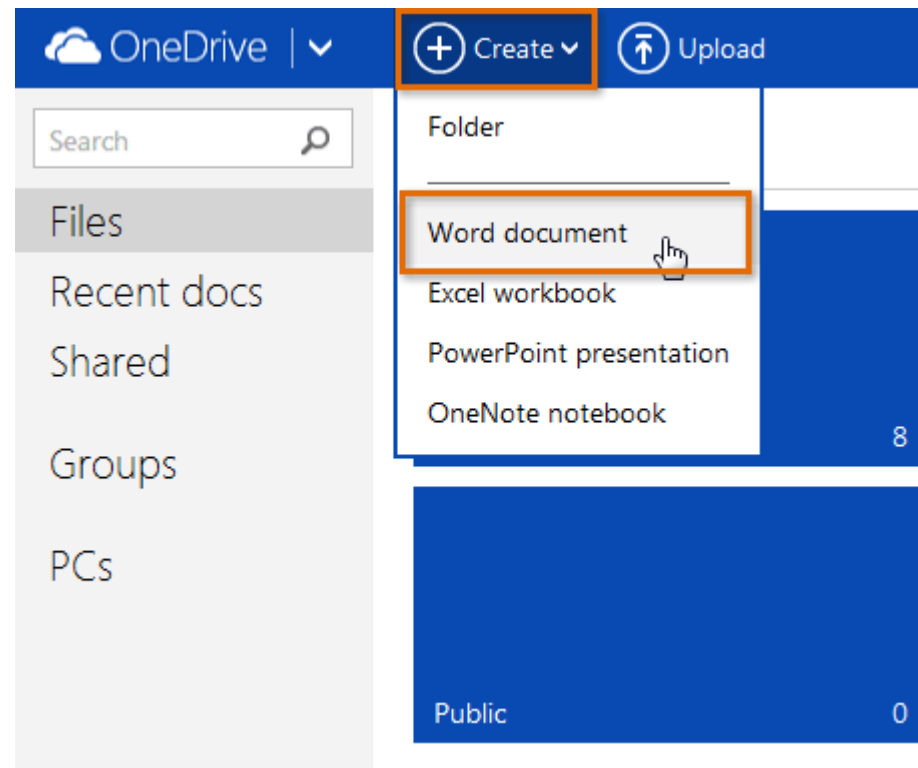 OneDrive
Create
Upload
Search
Files
Recent docs
Shared
Groups
PCs
Folder
Word document
Excel workbook
PowerPoint presentation
OneNote notebook
8
Public 0